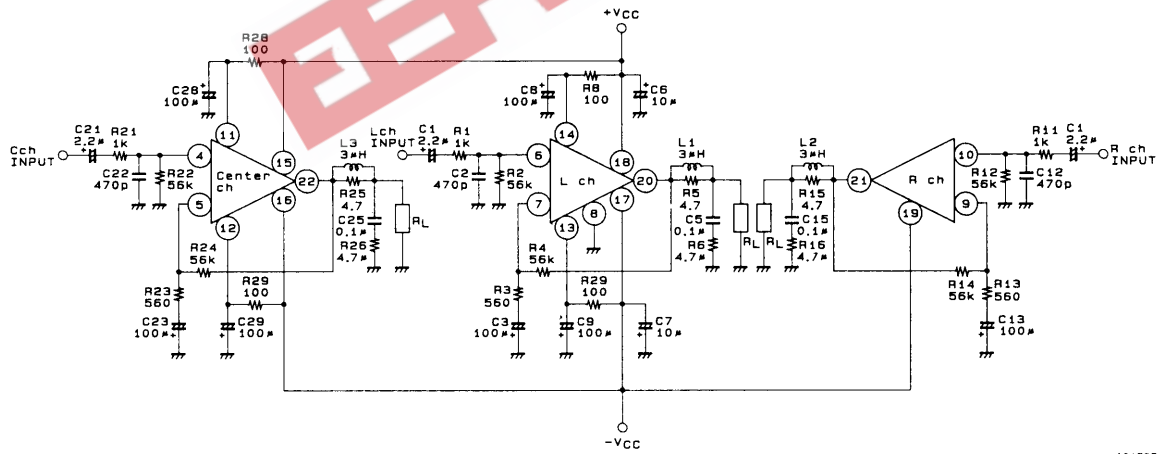 +VCC
R28
100
C28
100μ
+
C8
100μ
+
R8
100
+
C6
10μ
11
14
Cch
INPUT
C21
2.2μ
+
R21
1k
C22
470p
R22
56k
4
5
Center
ch
15
16
12
22
L3
3μH
R25
4.7
C25
0.1μ
R26
4.7μ
RL
Lch
INPUT
C1
2.2μ
+
R1
1k
C2
470p
R2
56k
6
7
L ch
18
17
8
13
20
L1
3μH
R5
4.7
C5
0.1μ
R6
4.7μ
RL
RL
L2
3μH
R15
4.7
C15
0.1μ
R16
4.7μ
21
R ch
19
10
9
R12
56k
R11
1k
C12
470p
C1
2.2μ
+
R ch
INPUT
R24
56k
R23
560
C23
100μ
+
R29
100
C29
100μ
+
R4
56k
R3
560
C3
100μ
+
R29
100
C9
100μ
+
C7
10μ
+
R14
56k
R13
560
C13
100μ
+
-VCC